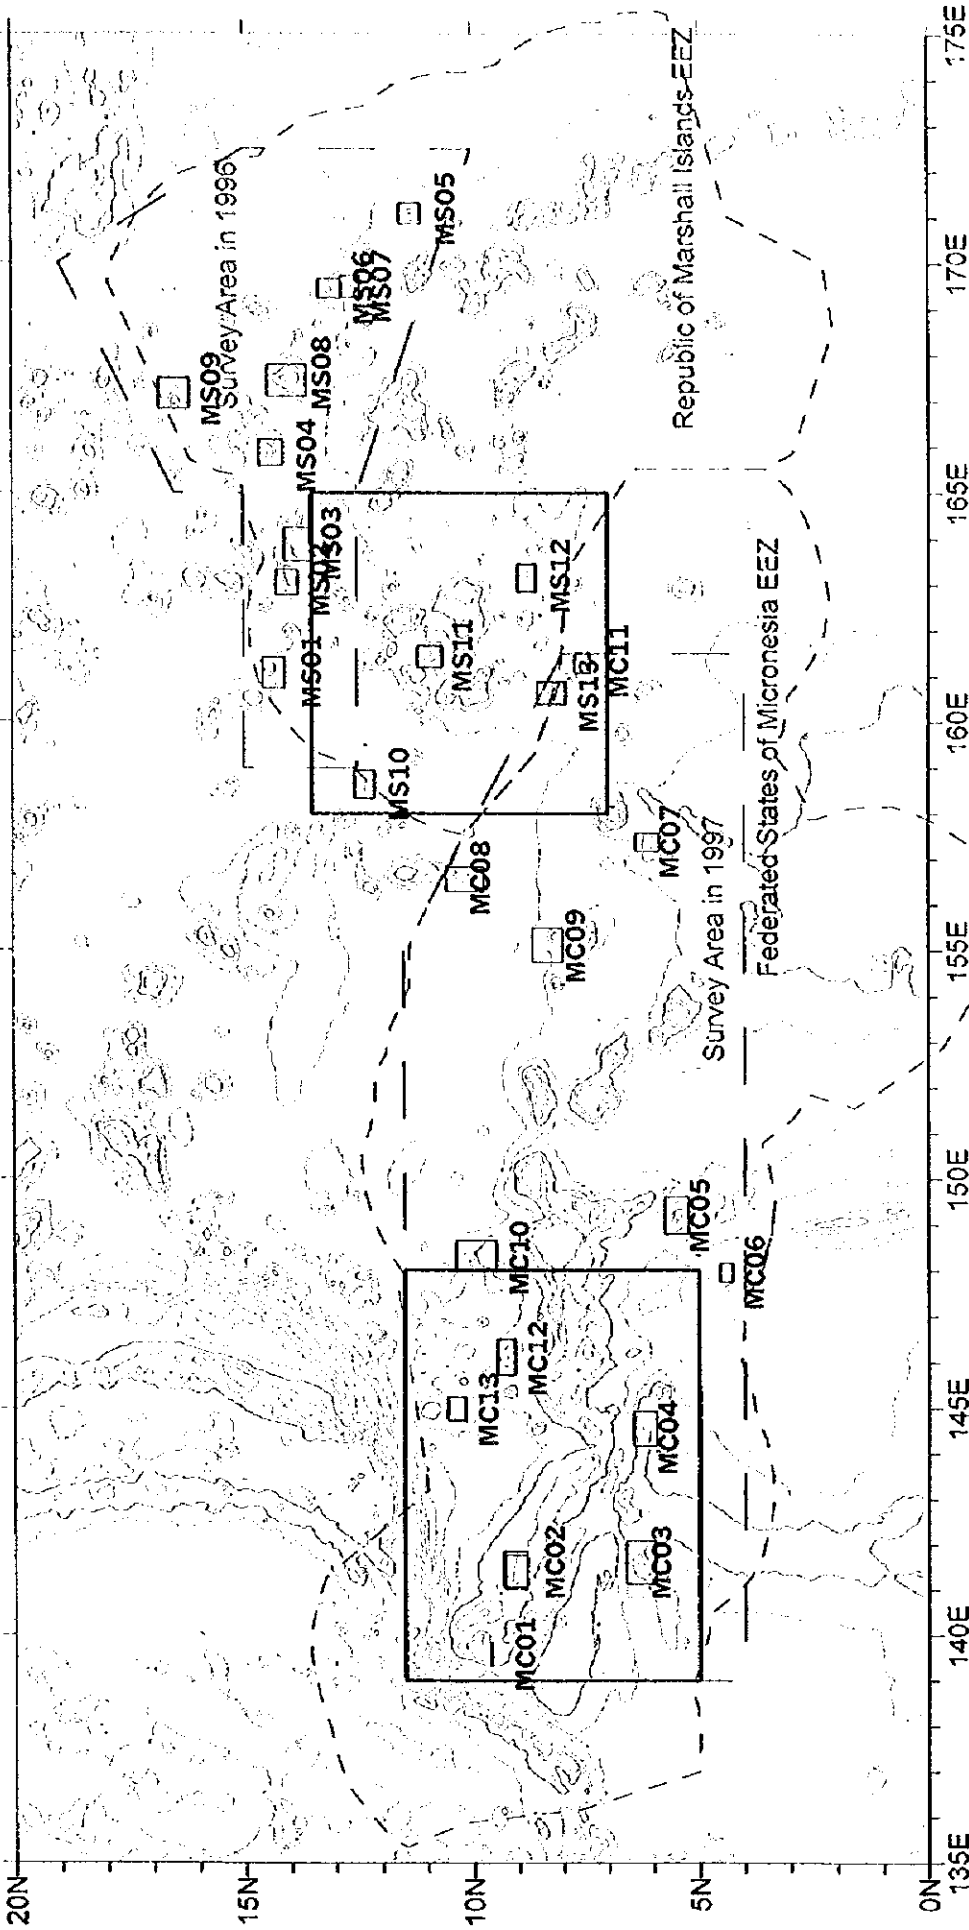 20N
15N
10N
5N
0N
135E
140E
145E
150E
155E
160E
165E
170E
175E
Survey Area in 1996
MS09
MS08
MS06
MS07
MS05
MS04
MS03
MS02
MS01
MS10
MS11
MS12
MS13
MC11
MC08
MC09
MC07
MC10
MC13
MC12
MC05
MC06
MC04
MC02
MC03
MC01
Survey Area in 1997
Federated States of Micronesia EEZ
Republic of Marshall Islands EEZ